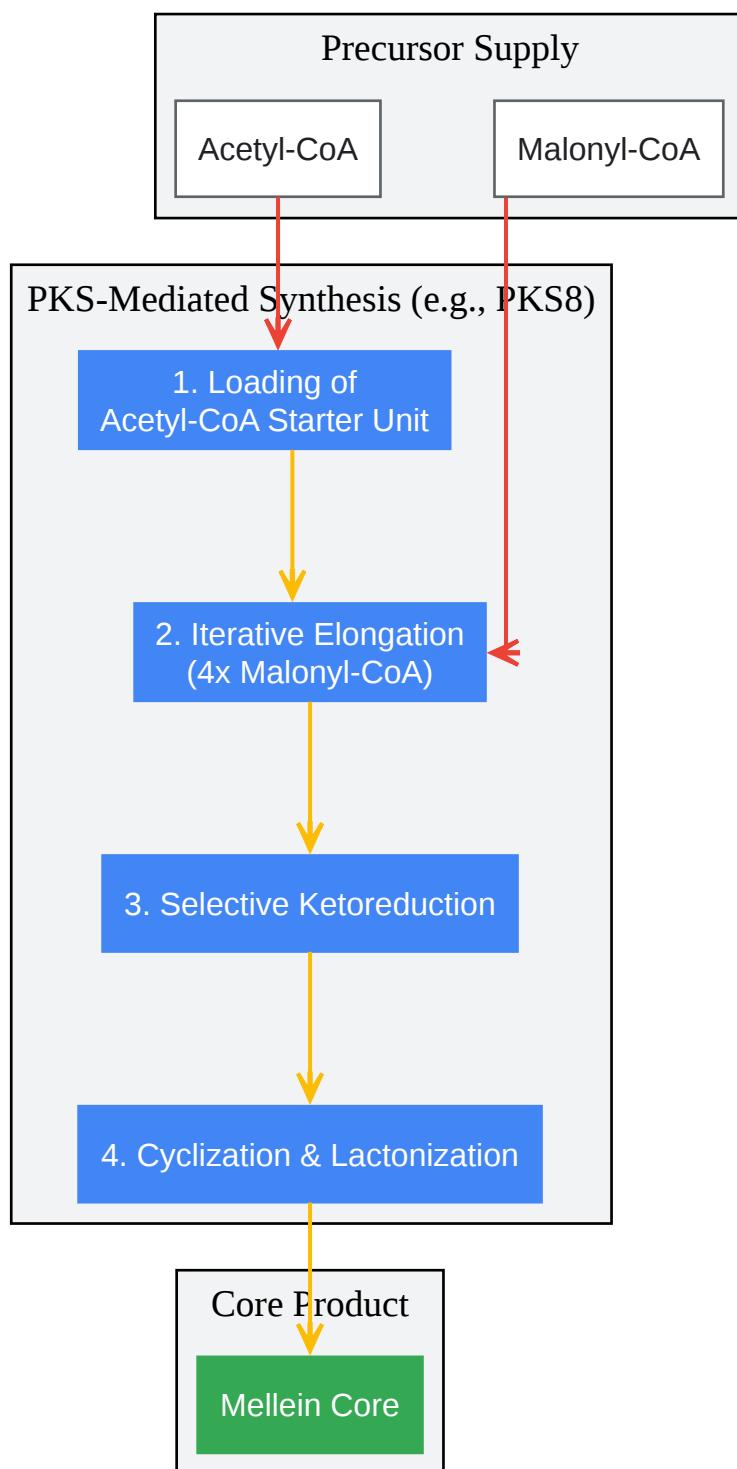 Precursor Supply
Acetyl-CoA
Malonyl-CoA
PKS-Mediated Synthesis (e.g., PKS8)
1. Loading of
Acetyl-CoA Starter Unit
2. Iterative Elongation
(4x Malonyl-CoA)
3. Selective Ketoreduction
4. Cyclization & Lactonization
Core Product
Mellein Core